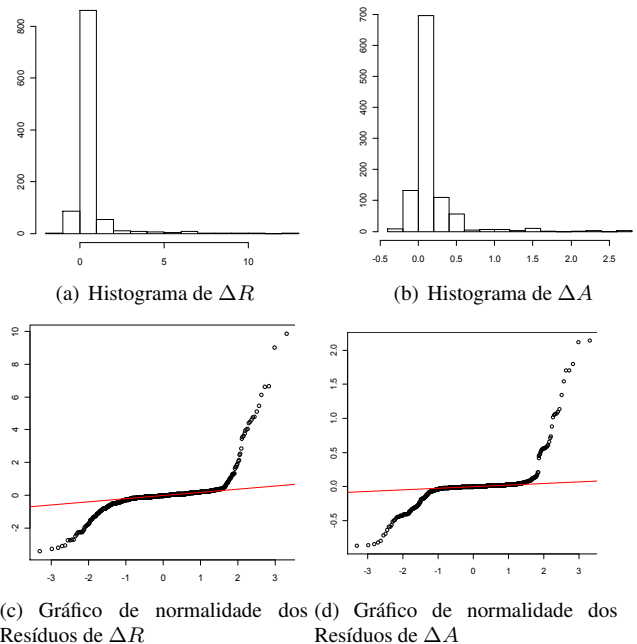 800
600
400
200
0
0 5 10
(a) Histograma de ΔR
700
600
500
400
300
200
100
0
-0.5 0.0 0.5 1.0 1.5 2.0 2.5
(b) Histograma de ΔA
10
8
6
4
2
0
-2
-3 -2 -1 0 1 2 3
(c) Gráfico de normalidade dos
Resíduos de ΔR
2.0
1.5
1.0
0.5
0.0
-0.5
-3 -2 -1 0 1 2 3
(d) Gráfico de normalidade dos
Resíduos de ΔA